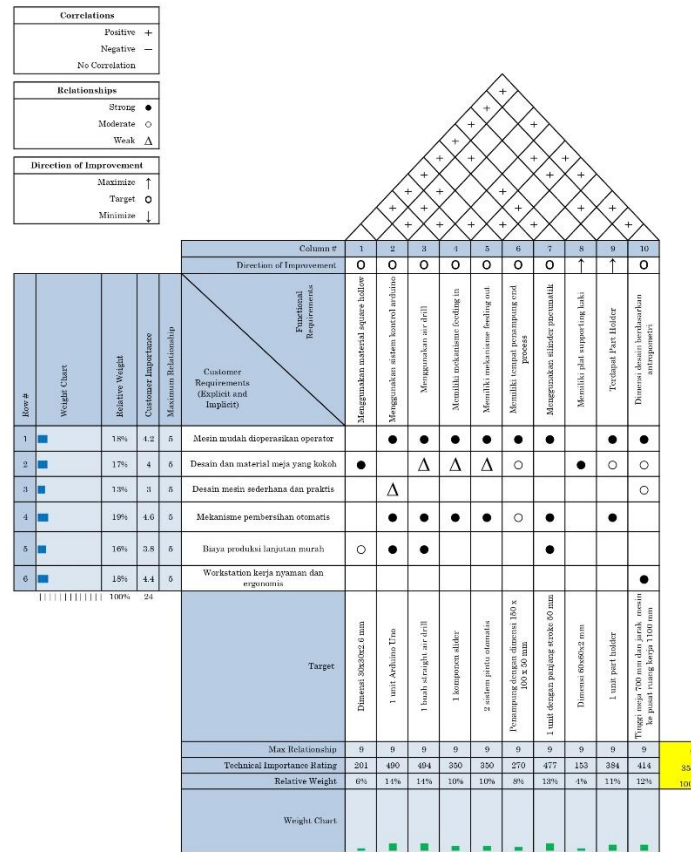 Correlations
Positive +
Negative −
No Correlation
Relationships
Strong ●
Moderate ○
Weak Δ
Direction of Improvement
Maximize ↑
Target O
Minimize ↓
Column # 1 2 3 4 5 6 7 8 9 10
Direction of Improvement O O O O O O O ↑ ↑ O
Row #
Weight Chart
Relative Weight
Customer Importance
Maximum Relationship
Customer Requirements (Explicit and Implicit)
Functional Requirements
Menggunakan material square hollow
Menggunakan sistem kontrol arduino
Menggunakan air drill
Memiliki mekanisme feeding in
Memiliki mekanisme feeding out
Memiliki tempat penampung end process
Menggunakan silinder pneumatik
Memiliki plat supporting kaki
Terdapat Part Holder
Dimensi desain berdasarkan antropometri
1 18% 4.2 5 Mesin mudah dioperasikan operator ● ● ● ● ● ● ● ●
2 17% 4 5 Desain dan material meja yang kokoh ● Δ Δ Δ ○ ● ○ ○
3 13% 3 5 Desain mesin sederhana dan praktis Δ ○
4 19% 4.6 5 Mekanisme pembersihan otomatis ● ● ● ● ○ ● ●
5 16% 3.8 5 Biaya produksi lanjutan murah ○ ● ● ●
6 18% 4.4 5 Workstation kerja nyaman dan ergonomis ●
100% 24
Target
Dimensi 30x30x2.6 mm
1 unit Arduino Uno
1 buah straight air drill
1 komponen slider
2 sistem pintu otomatis
Penampung dengan dimensi 150 x 100 x 50 mm
1 unit dengan panjang stroke 50 mm
Dimensi 60x60x2 mm
1 unit part holder
Tinggi meja 700 mm dan jarak mesin ke pusat ruang kerja 1100 mm
Max Relationship 9 9 9 9 9 9 9 9 9 9
Technical Importance Rating 201 490 494 350 350 270 477 153 384 414
Relative Weight 6% 14% 14% 10% 10% 8% 13% 4% 11% 12%
Weight Chart